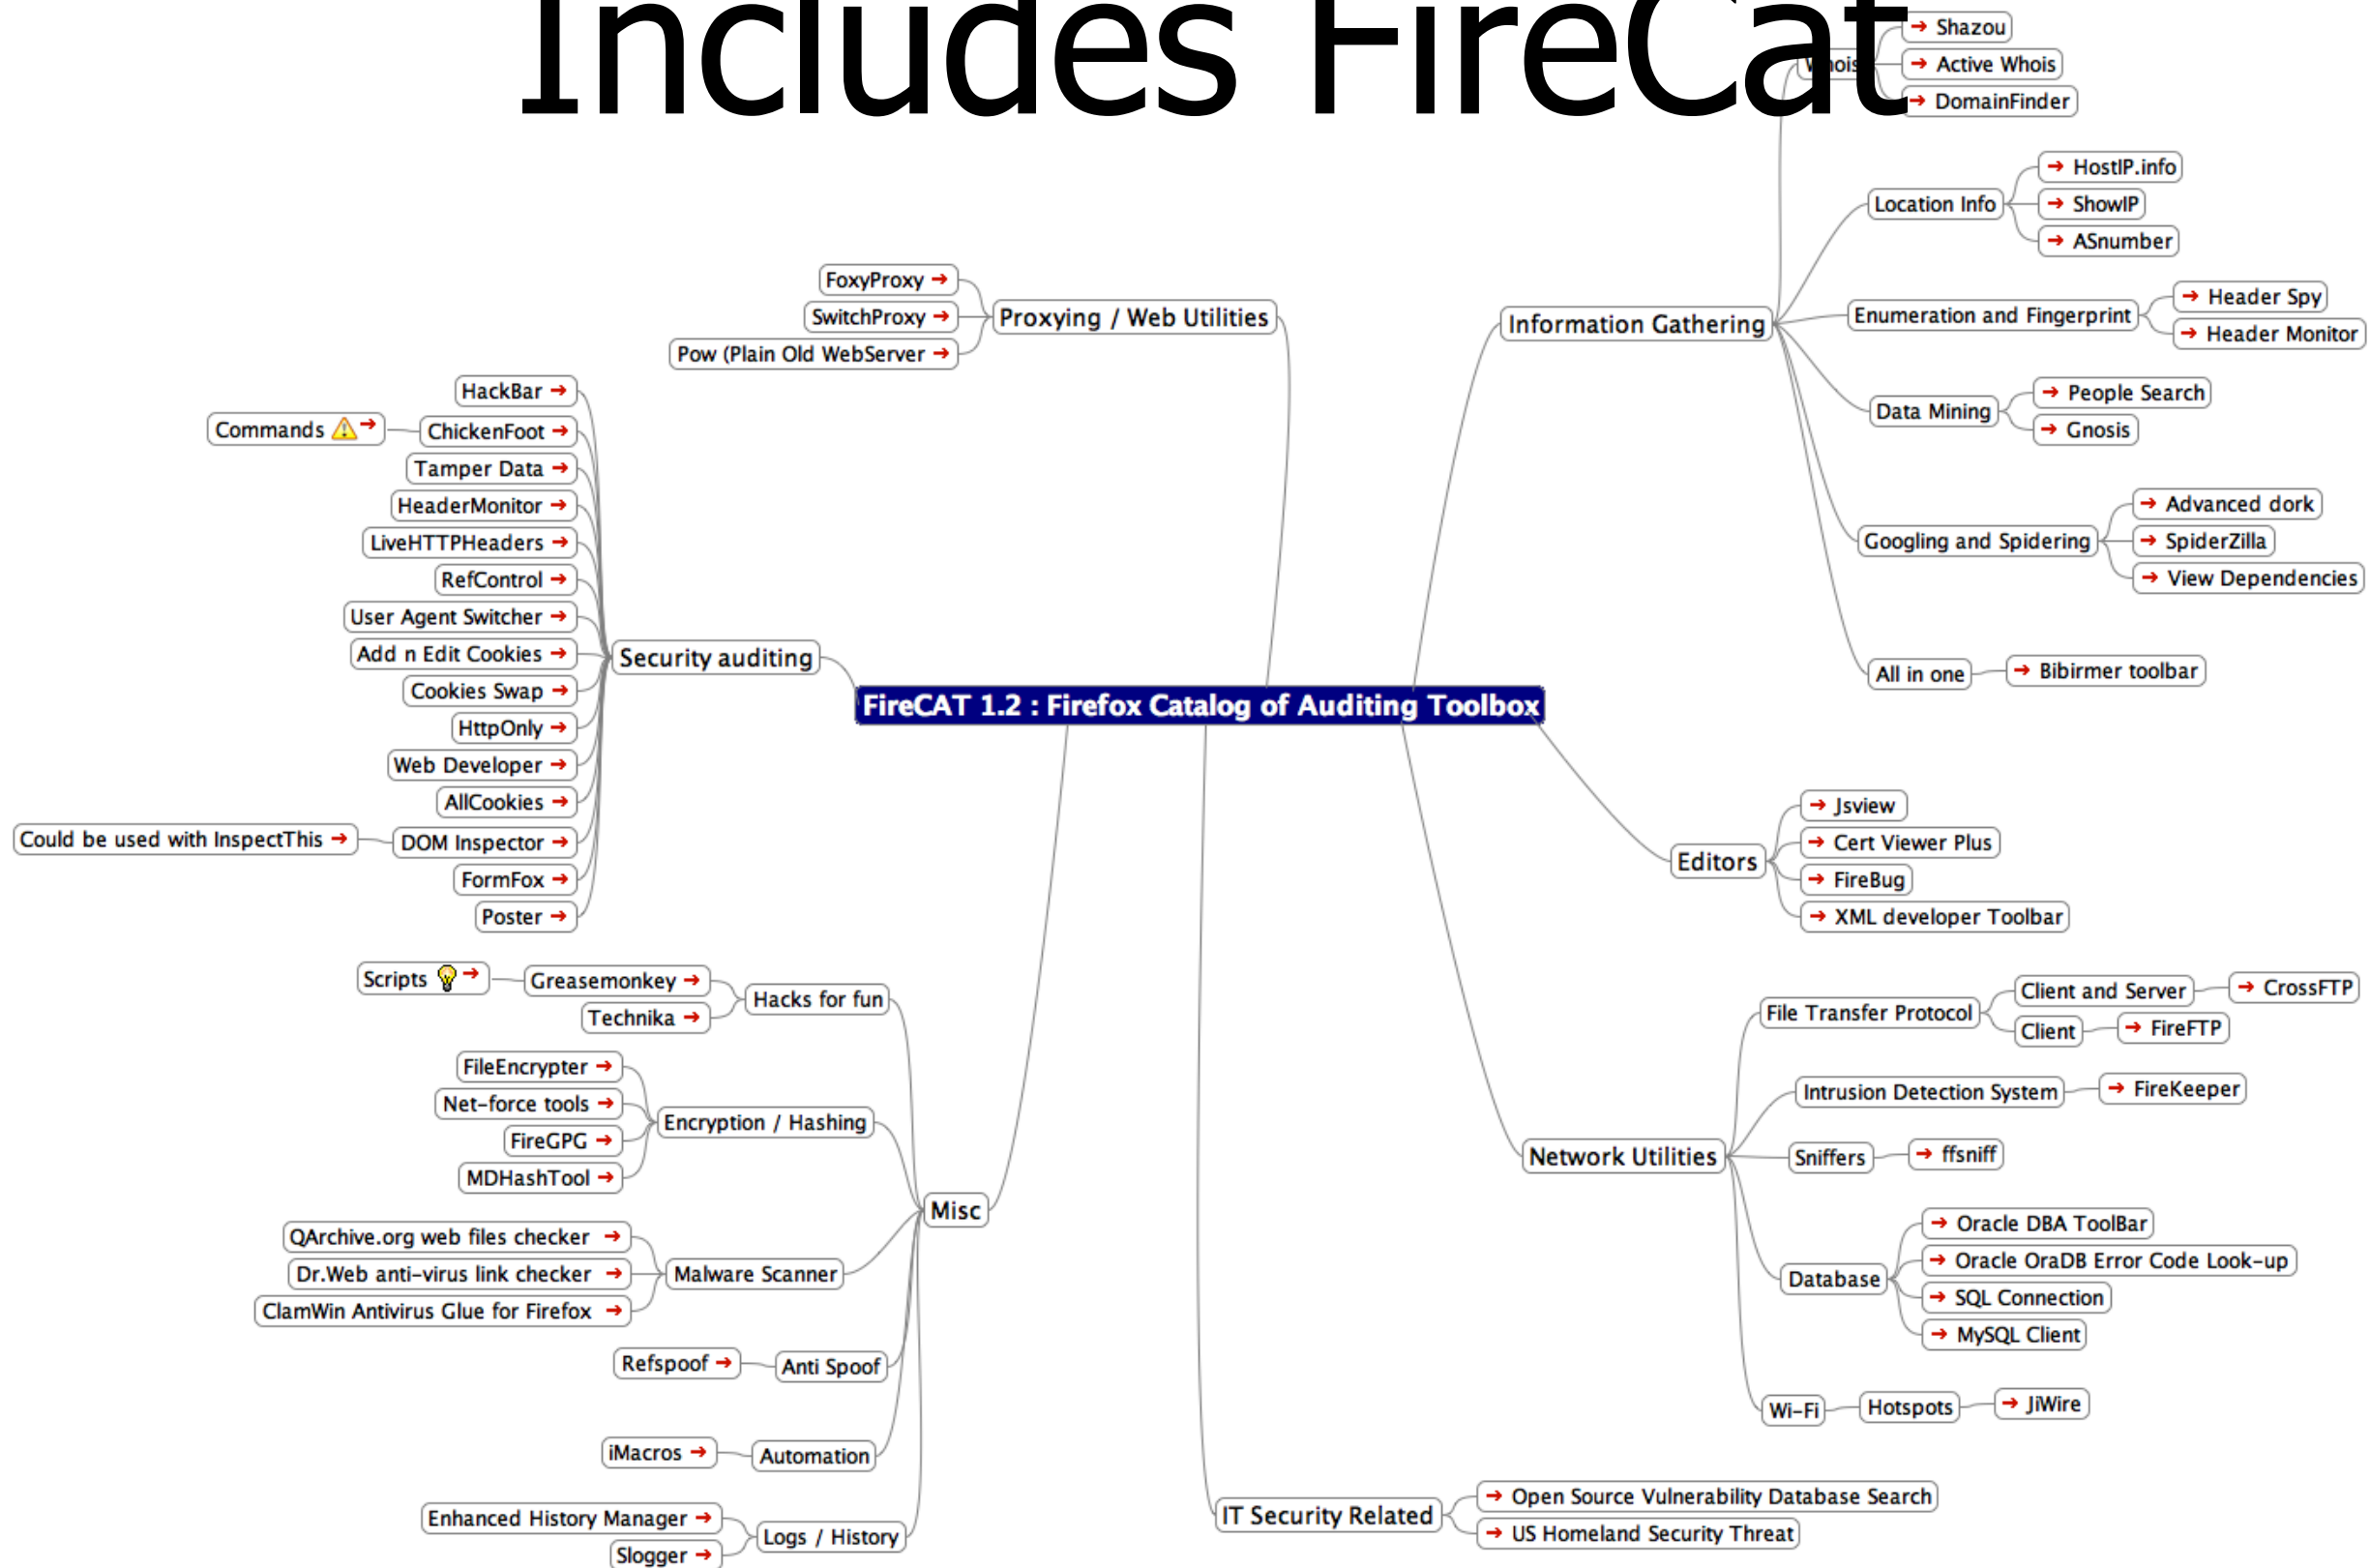 Includes FireCat
Whois
Shazou
Active Whois
DomainFinder
Location Info
HostIP.info
ShowIP
ASnumber
Information Gathering
Enumeration and Fingerprint
Header Spy
Header Monitor
Data Mining
People Search
Gnosis
Googling and Spidering
Advanced dork
SpiderZilla
View Dependencies
All in one
Bibirmer toolbar
FoxyProxy
SwitchProxy
Pow (Plain Old WebServer
Proxying / Web Utilities
HackBar
Commands
ChickenFoot
Tamper Data
HeaderMonitor
LiveHTTPHeaders
RefControl
User Agent Switcher
Add n Edit Cookies
Cookies Swap
HttpOnly
Web Developer
AllCookies
Could be used with InspectThis
DOM Inspector
FormFox
Poster
Security auditing
FireCAT 1.2 : Firefox Catalog of Auditing Toolbox
Editors
Jsview
Cert Viewer Plus
FireBug
XML developer Toolbar
Scripts
Greasemonkey
Technika
Hacks for fun
FileEncrypter
Net-force tools
FireGPG
MDHashTool
Encryption / Hashing
Misc
QArchive.org web files checker
Dr.Web anti-virus link checker
ClamWin Antivirus Glue for Firefox
Malware Scanner
Refspoof
Anti Spoof
iMacros
Automation
Enhanced History Manager
Slogger
Logs / History
Network Utilities
File Transfer Protocol
Client and Server
CrossFTP
Client
FireFTP
Intrusion Detection System
FireKeeper
Sniffers
ffsniff
Database
Oracle DBA ToolBar
Oracle OraDB Error Code Look-up
SQL Connection
MySQL Client
Wi-Fi
Hotspots
JiWire
IT Security Related
Open Source Vulnerability Database Search
US Homeland Security Threat